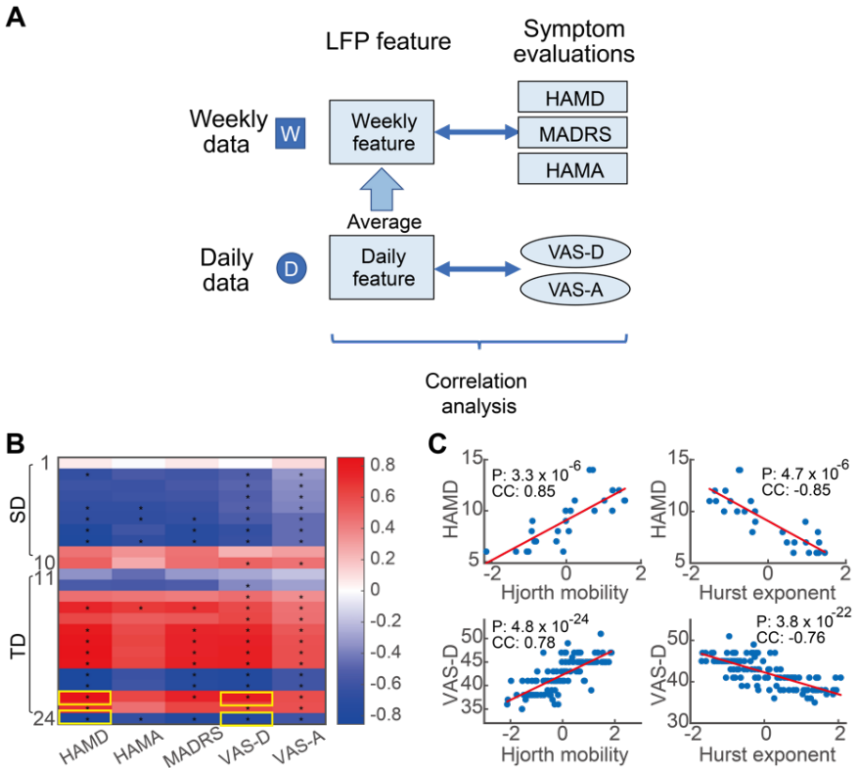 A
LFP feature
Symptom
evaluations
Weekly
data
W
Weekly
feature
HAMD
MADRS
HAMA
Average
Daily
data
D
Daily
feature
VAS-D
VAS-A
Correlation
analysis
B
1
SD
10
11
TD
24
HAMD
HAMA
MADRS
VAS-D
VAS-A
0.8
0.6
0.4
0.2
0
-0.2
-0.4
-0.6
-0.8
C
15
10
5
HAMD
P: 3.3 x 10-6
CC: 0.85
-2
0
2
Hjorth mobility
15
10
5
HAMD
P: 4.7 x 10-6
CC: -0.85
-2
0
2
Hurst exponent
50
45
40
35
VAS-D
P: 4.8 x 10-24
CC: 0.78
-2
0
2
Hjorth mobility
50
40
30
VAS-D
P: 3.8 x 10-22
CC: -0.76
-2
0
2
Hurst exponent